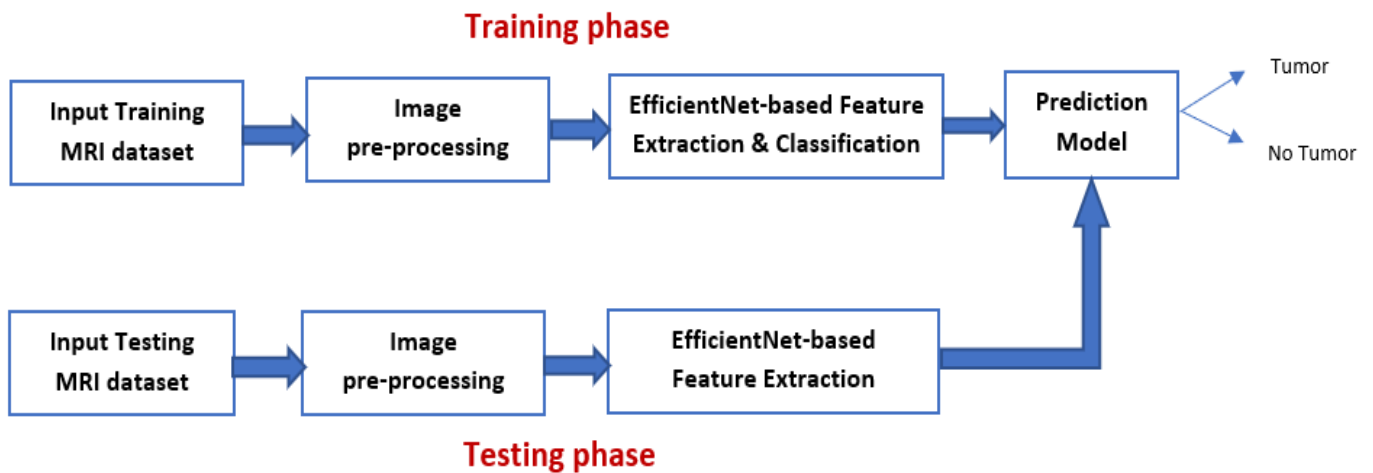 Training phase
Input Training
MRI dataset
Image
pre-processing
EfficientNet-based Feature
Extraction & Classification
Prediction
Model
Tumor
No Tumor
Input Testing
MRI dataset
Image
pre-processing
EfficientNet-based
Feature Extraction
Testing phase